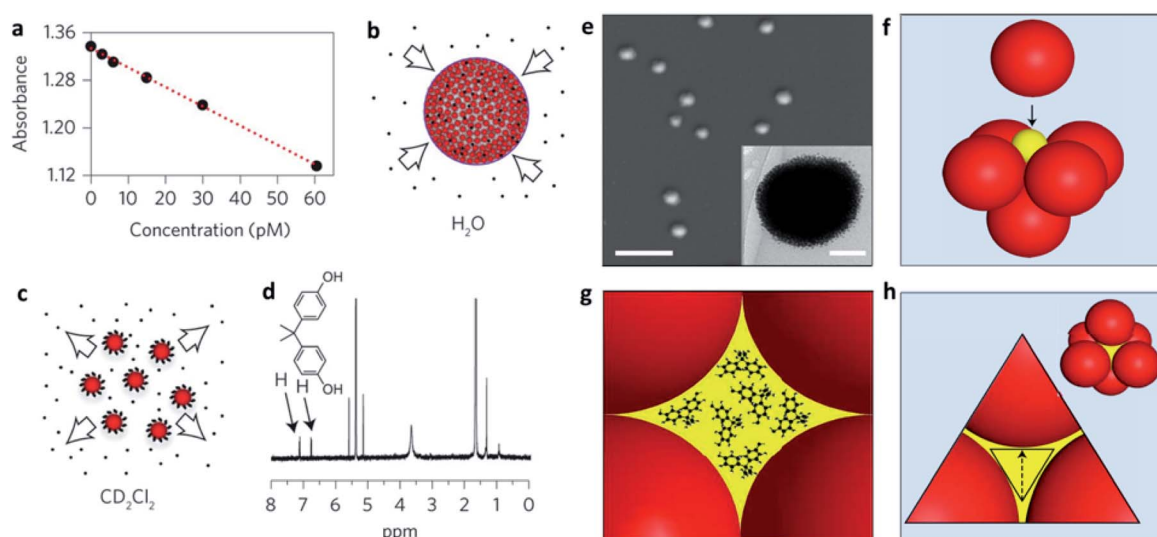 a
1.36
1.28
1.20
1.12
Absorbance
0 10 20 30 40 50 60
Concentration (pM)
b
H₂O
c
CD₂Cl₂
d
OH
OH
H H
8 7 6 5 4 3 2 1 0
ppm
e
f
g
h